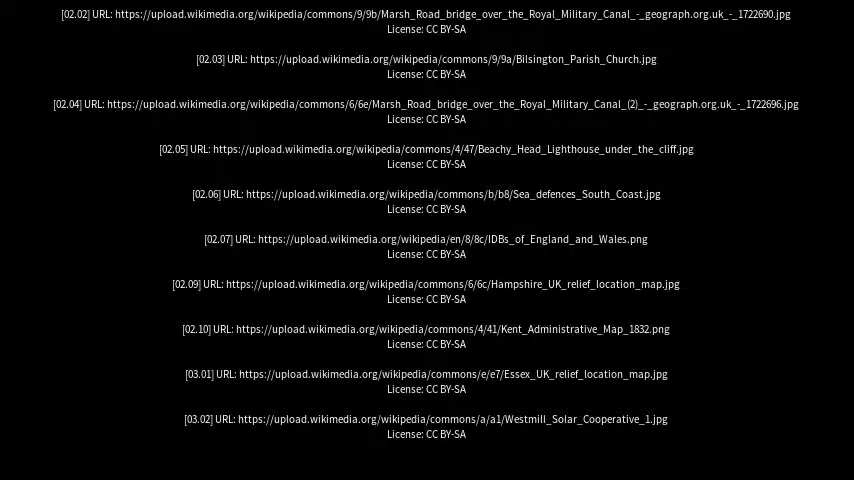 [02.02] URL: https://upload.wikimedia.org/wikipedia/commons/9/9b/Marsh_Road_bridge_over_the_Royal_Military_Canal_-_geograph.org.uk_-_1722690.jpg
License: CC BY-SA
[02.03] URL: https://upload.wikimedia.org/wikipedia/commons/9/9a/Bilsington_Parish_Church.jpg
License: CC BY-SA
[02.04] URL: https://upload.wikimedia.org/wikipedia/commons/6/6e/Marsh_Road_bridge_over_the_Royal_Military_Canal_(2)_-_geograph.org.uk_-_1722696.jpg
License: CC BY-SA
[02.05] URL: https://upload.wikimedia.org/wikipedia/commons/4/47/Beachy_Head_Lighthouse_under_the_cliff.jpg
License: CC BY-SA
[02.06] URL: https://upload.wikimedia.org/wikipedia/commons/b/b8/Sea_defences_South_Coast.jpg
License: CC BY-SA
[02.07] URL: https://upload.wikimedia.org/wikipedia/en/8/8c/IDBs_of_England_and_Wales.png
License: CC BY-SA
[02.09] URL: https://upload.wikimedia.org/wikipedia/commons/6/6c/Hampshire_UK_relief_location_map.jpg
License: CC BY-SA
[02.10] URL: https://upload.wikimedia.org/wikipedia/commons/4/41/Kent_Administrative_Map_1832.png
License: CC BY-SA
[03.01] URL: https://upload.wikimedia.org/wikipedia/commons/e/e7/Essex_UK_relief_location_map.jpg
License: CC BY-SA
[03.02] URL: https://upload.wikimedia.org/wikipedia/commons/a/a1/Westmill_Solar_Cooperative_1.jpg
License: CC BY-SA